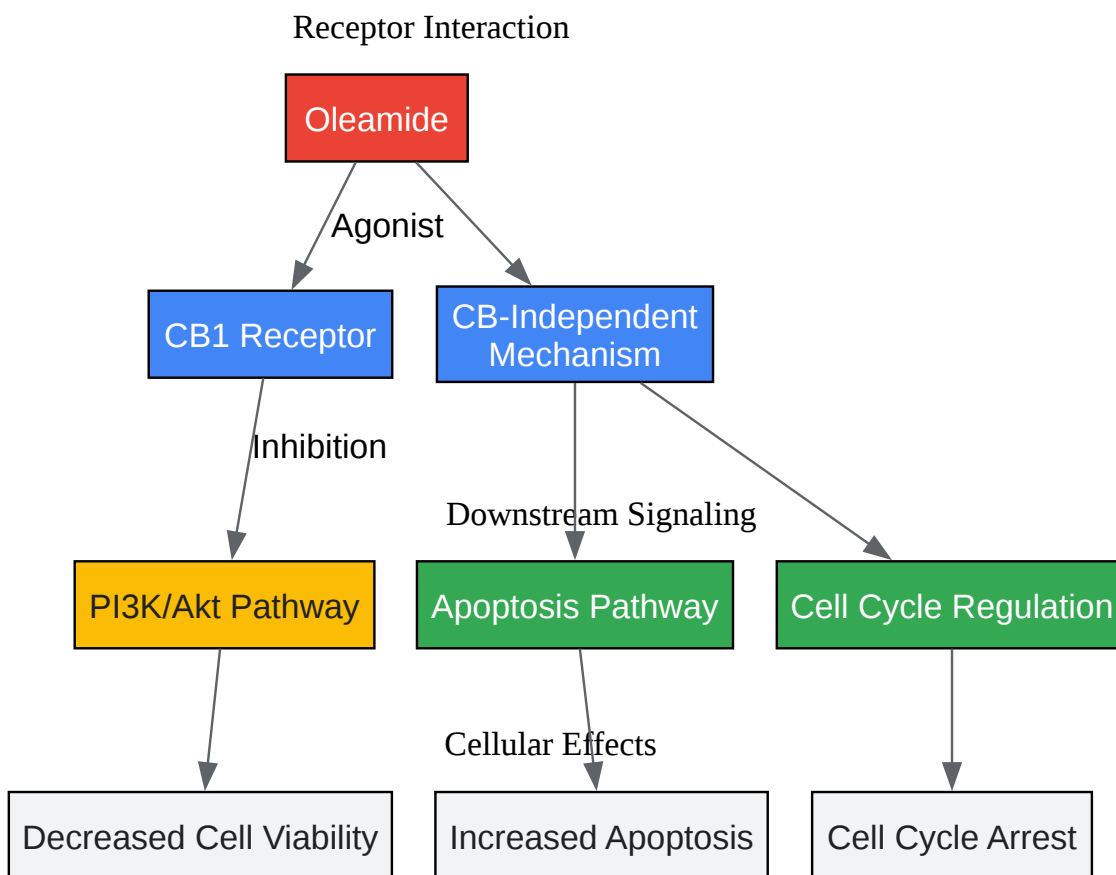 Receptor Interaction
Oleamide
Agonist
CB1 Receptor
CB-Independent
Mechanism
Inhibition
Downstream Signaling
PI3K/Akt Pathway
Apoptosis Pathway
Cell Cycle Regulation
Cellular Effects
Decreased Cell Viability
Increased Apoptosis
Cell Cycle Arrest